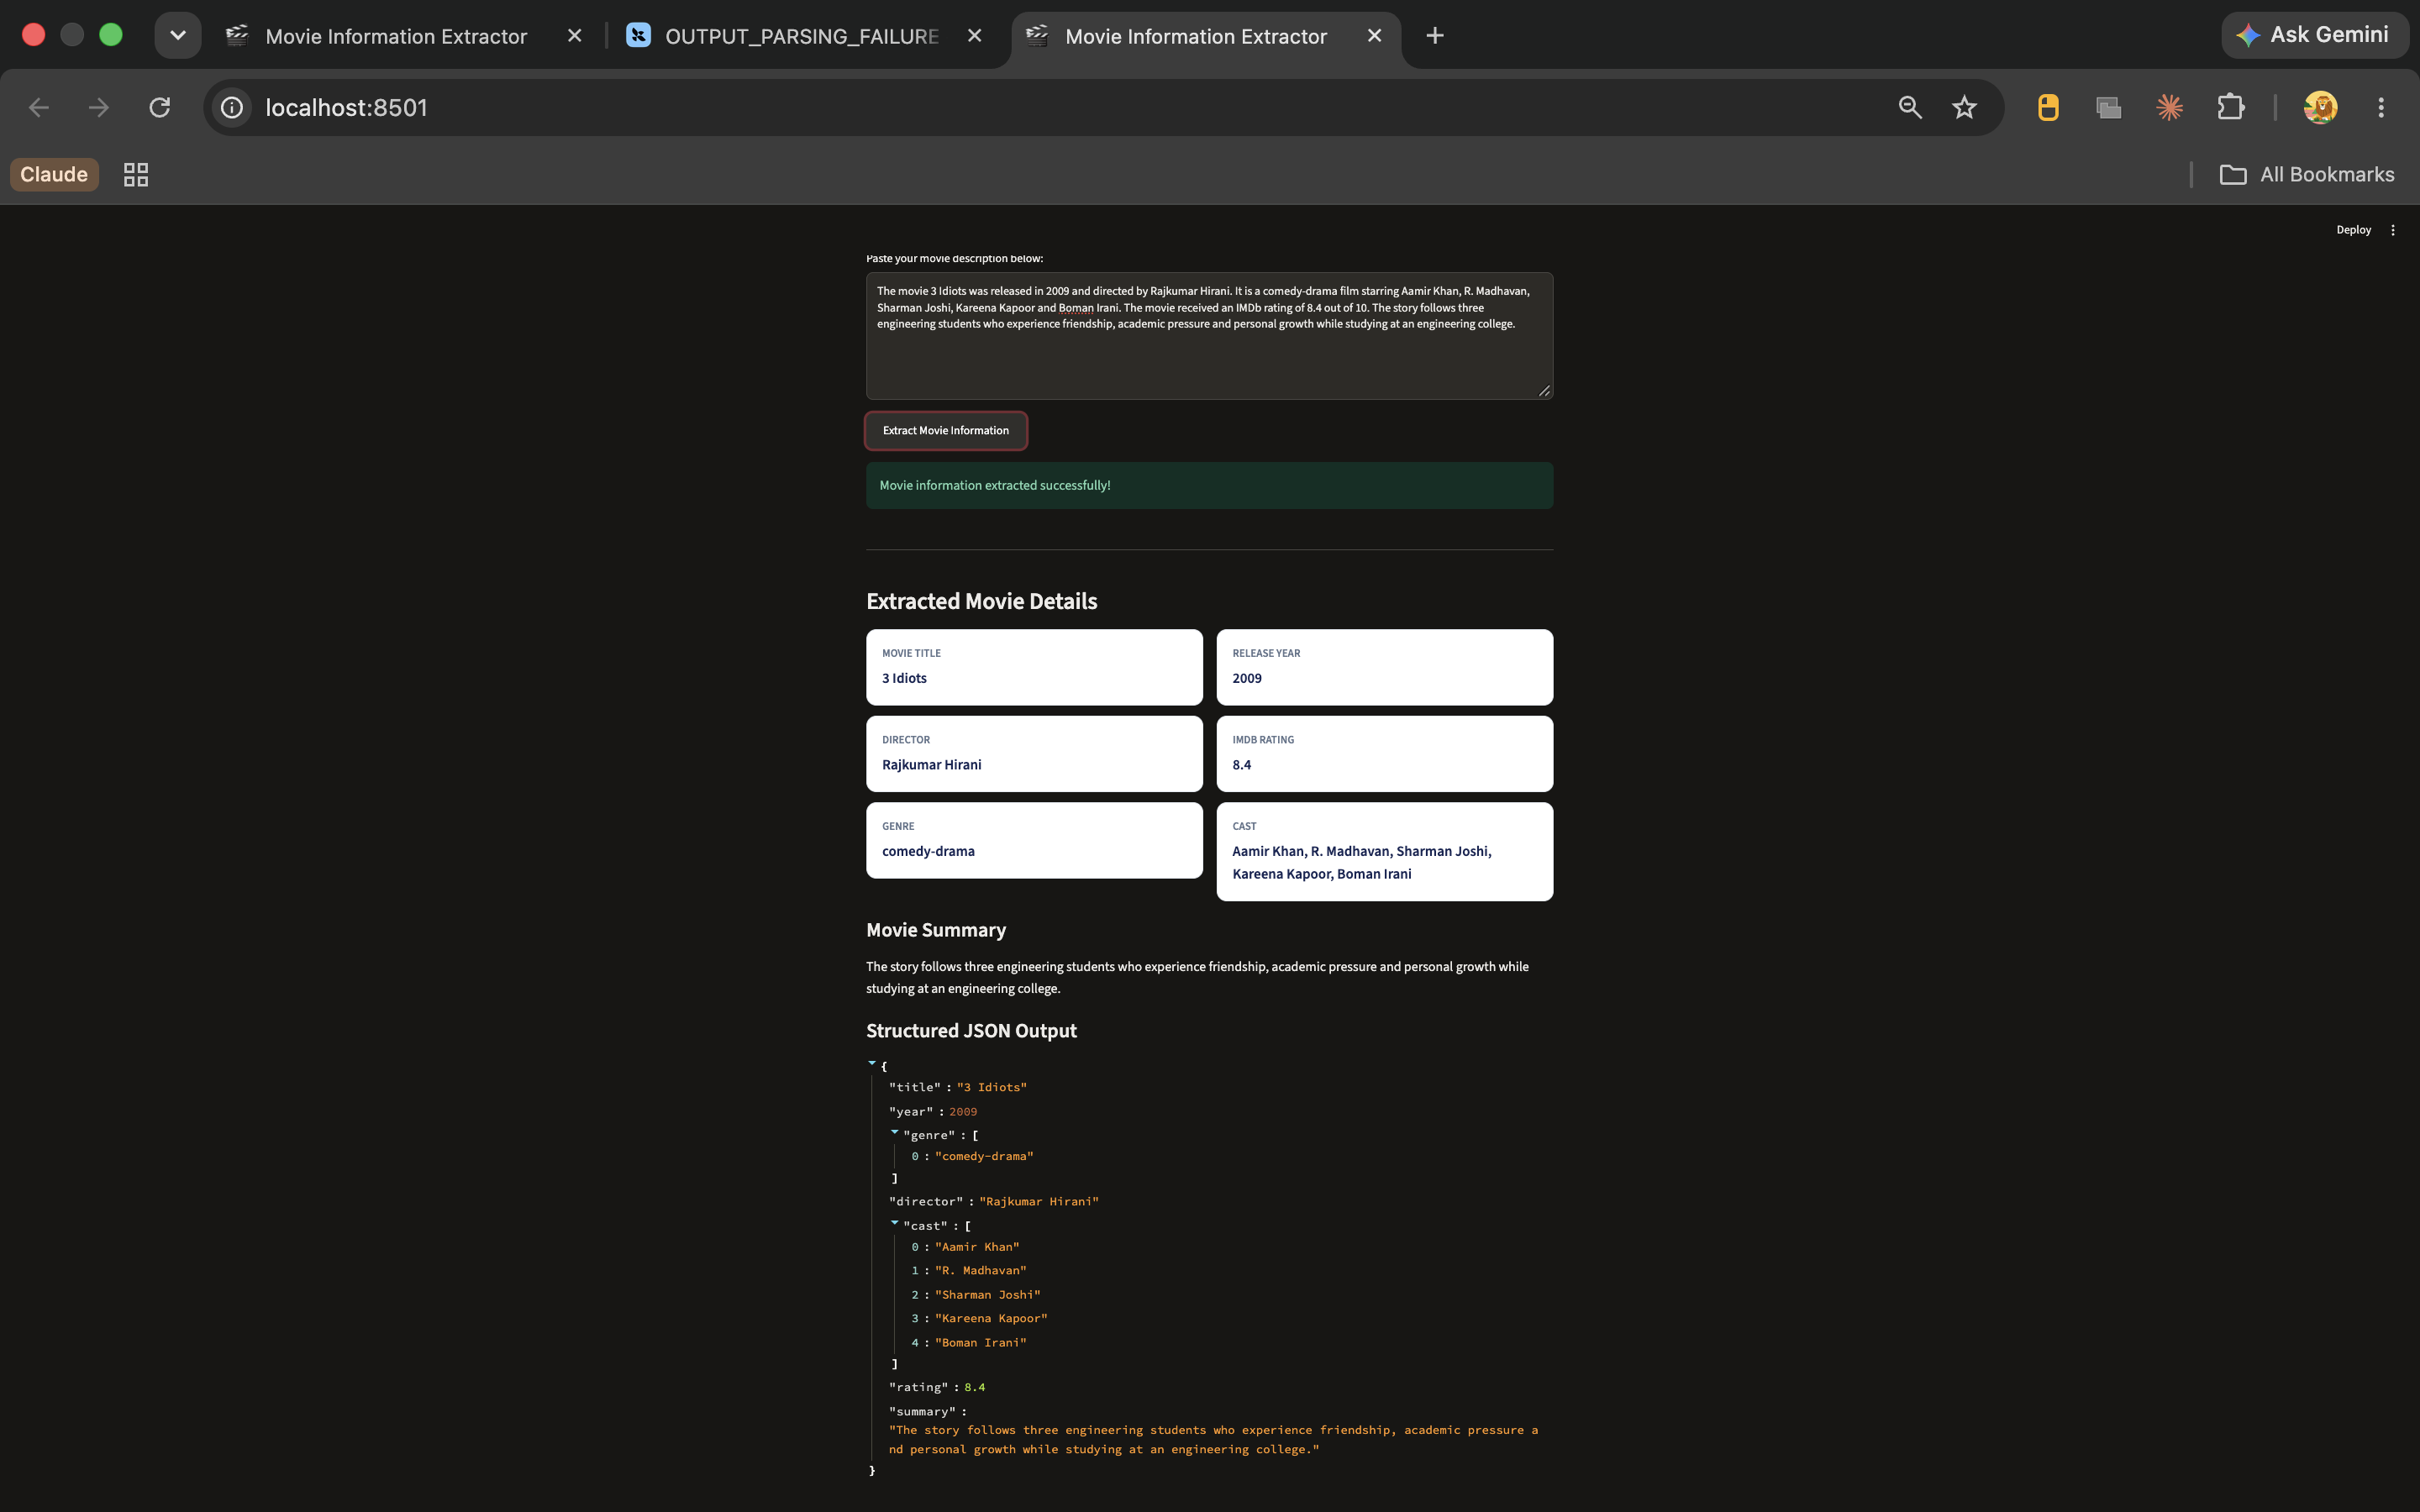 Movie Information Extractor
OUTPUT_PARSING_FAILURE
Movie Information Extractor
Ask Gemini
localhost:8501
Claude
All Bookmarks
Deploy
Paste your movie description below:
The movie 3 Idiots was released in 2009 and directed by Rajkumar Hirani. It is a comedy-drama film starring Aamir Khan, R. Madhavan,
Sharman Joshi, Kareena Kapoor and Boman Irani. The movie received an IMDb rating of 8.4 out of 10. The story follows three
engineering students who experience friendship, academic pressure and personal growth while studying at an engineering college.
Extract Movie Information
Movie information extracted successfully!
Extracted Movie Details
MOVIE TITLE
3 Idiots
RELEASE YEAR
2009
DIRECTOR
Rajkumar Hirani
IMDB RATING
8.4
GENRE
comedy-drama
CAST
Aamir Khan, R. Madhavan, Sharman Joshi,
Kareena Kapoor, Boman Irani
Movie Summary
The story follows three engineering students who experience friendship, academic pressure and personal growth while
studying at an engineering college.
Structured JSON Output
{
"title" : "3 Idiots"
"year" : 2009
"genre" : [
0 : "comedy-drama"
]
"director" : "Rajkumar Hirani"
"cast" : [
0 : "Aamir Khan"
1 : "R. Madhavan"
2 : "Sharman Joshi"
3 : "Kareena Kapoor"
4 : "Boman Irani"
]
"rating" : 8.4
"summary" :
"The story follows three engineering students who experience friendship, academic pressure a
nd personal growth while studying at an engineering college."
}